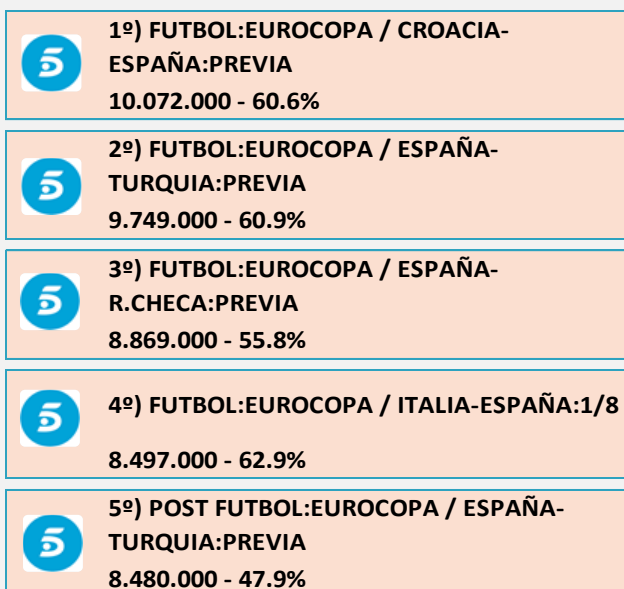 1º) FUTBOL:EUROCOPA / CROACIA-
ESPAÑA:PREVIA
10.072.000 - 60.6%
2º) FUTBOL:EUROCOPA / ESPAÑA-
TURQUIA:PREVIA
9.749.000 - 60.9%
3º) FUTBOL:EUROCOPA / ESPAÑA-
R.CHECA:PREVIA
8.869.000 - 55.8%
4º) FUTBOL:EUROCOPA / ITALIA-ESPAÑA:1/8
8.497.000 - 62.9%
5º) POST FUTBOL:EUROCOPA / ESPAÑA-
TURQUIA:PREVIA
8.480.000 - 47.9%